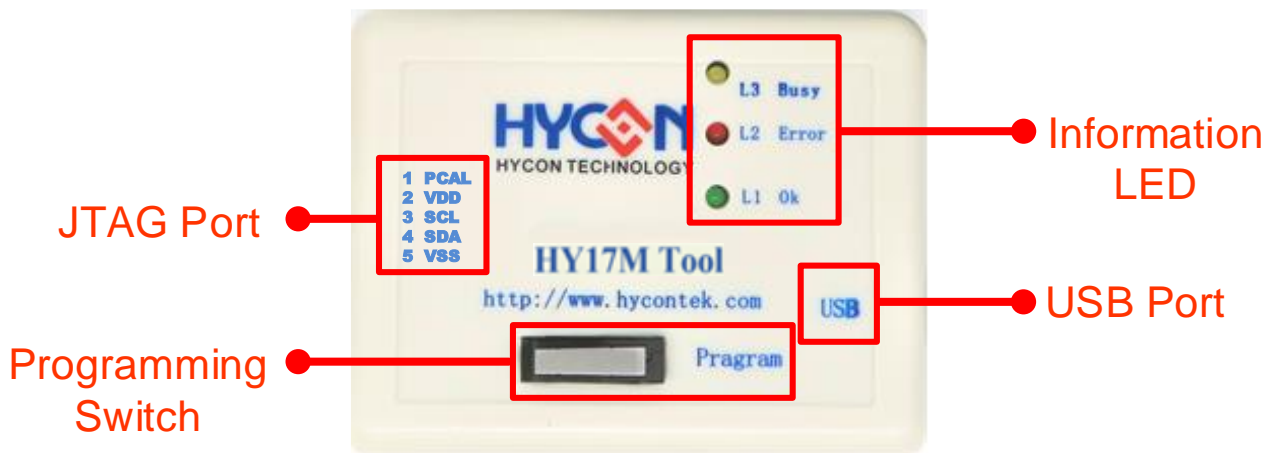 L3 Busy
HYCON
L2 Error
HYCON TECHNOLOGY
Information
LED
1 PCAL
2 VDD
3 SCL
4 SDA
5 VSS
L1 Ok
JTAG Port
HY17M Tool
http://www.hycontek.com
USB
USB Port
Programming
Switch
Pragram